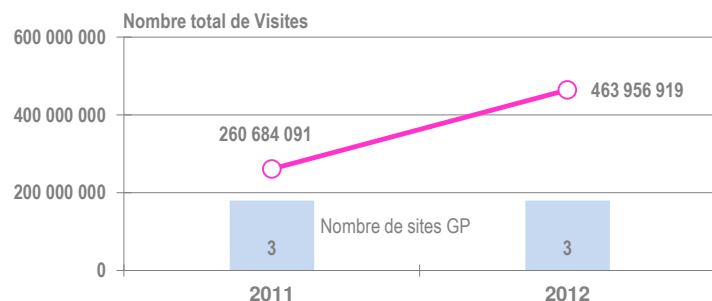 Nombre total de Visites
600 000 000
463 956 919
400 000 000
260 684 091
200 000 000
Nombre de sites GP
3
3
0
2011
2012